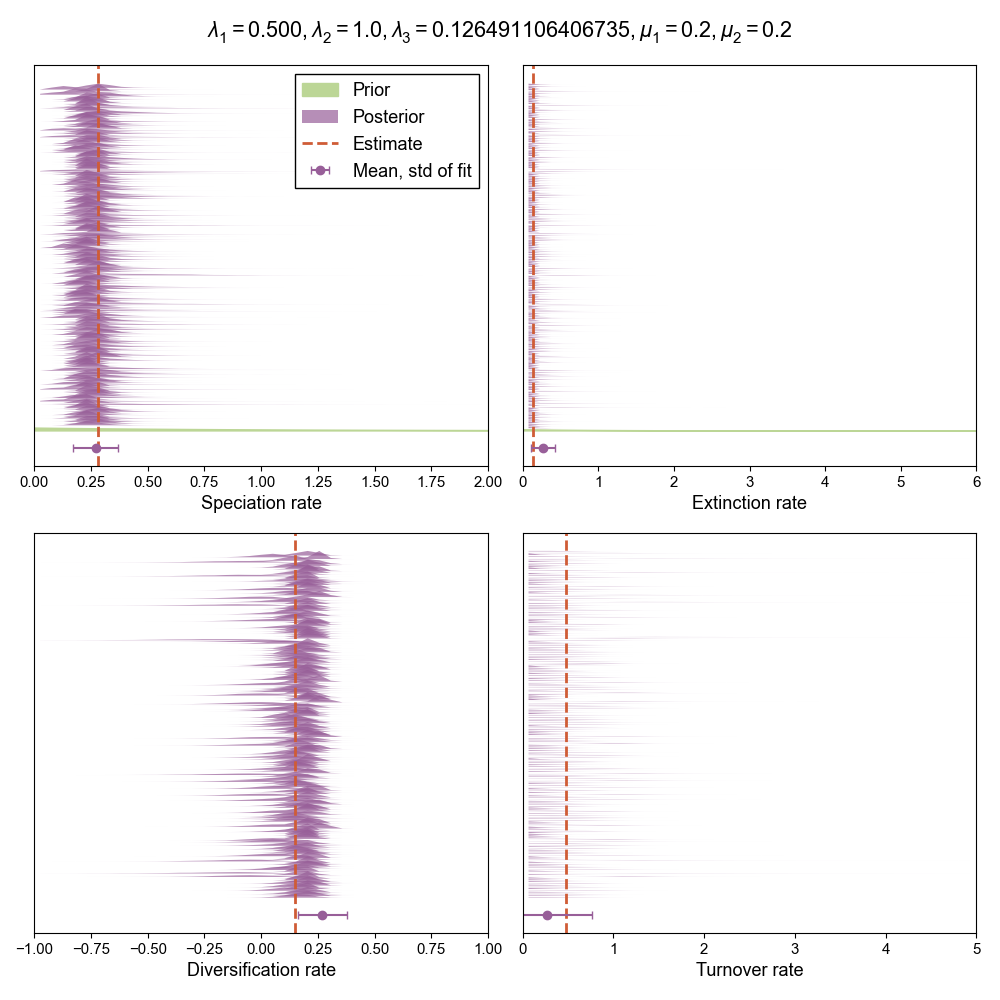 λ₁ = 0.500, λ₂ = 1.0, λ₃ = 0.126491106406735, μ₁ = 0.2, μ₂ = 0.2
Prior
Posterior
Estimate
Mean, std of fit
0.00 0.25 0.50 0.75 1.00 1.25 1.50 1.75 2.00
Speciation rate
0 1 2 3 4 5 6
Extinction rate
−1.00 −0.75 −0.50 −0.25 0.00 0.25 0.50 0.75 1.00
Diversification rate
0 1 2 3 4 5
Turnover rate